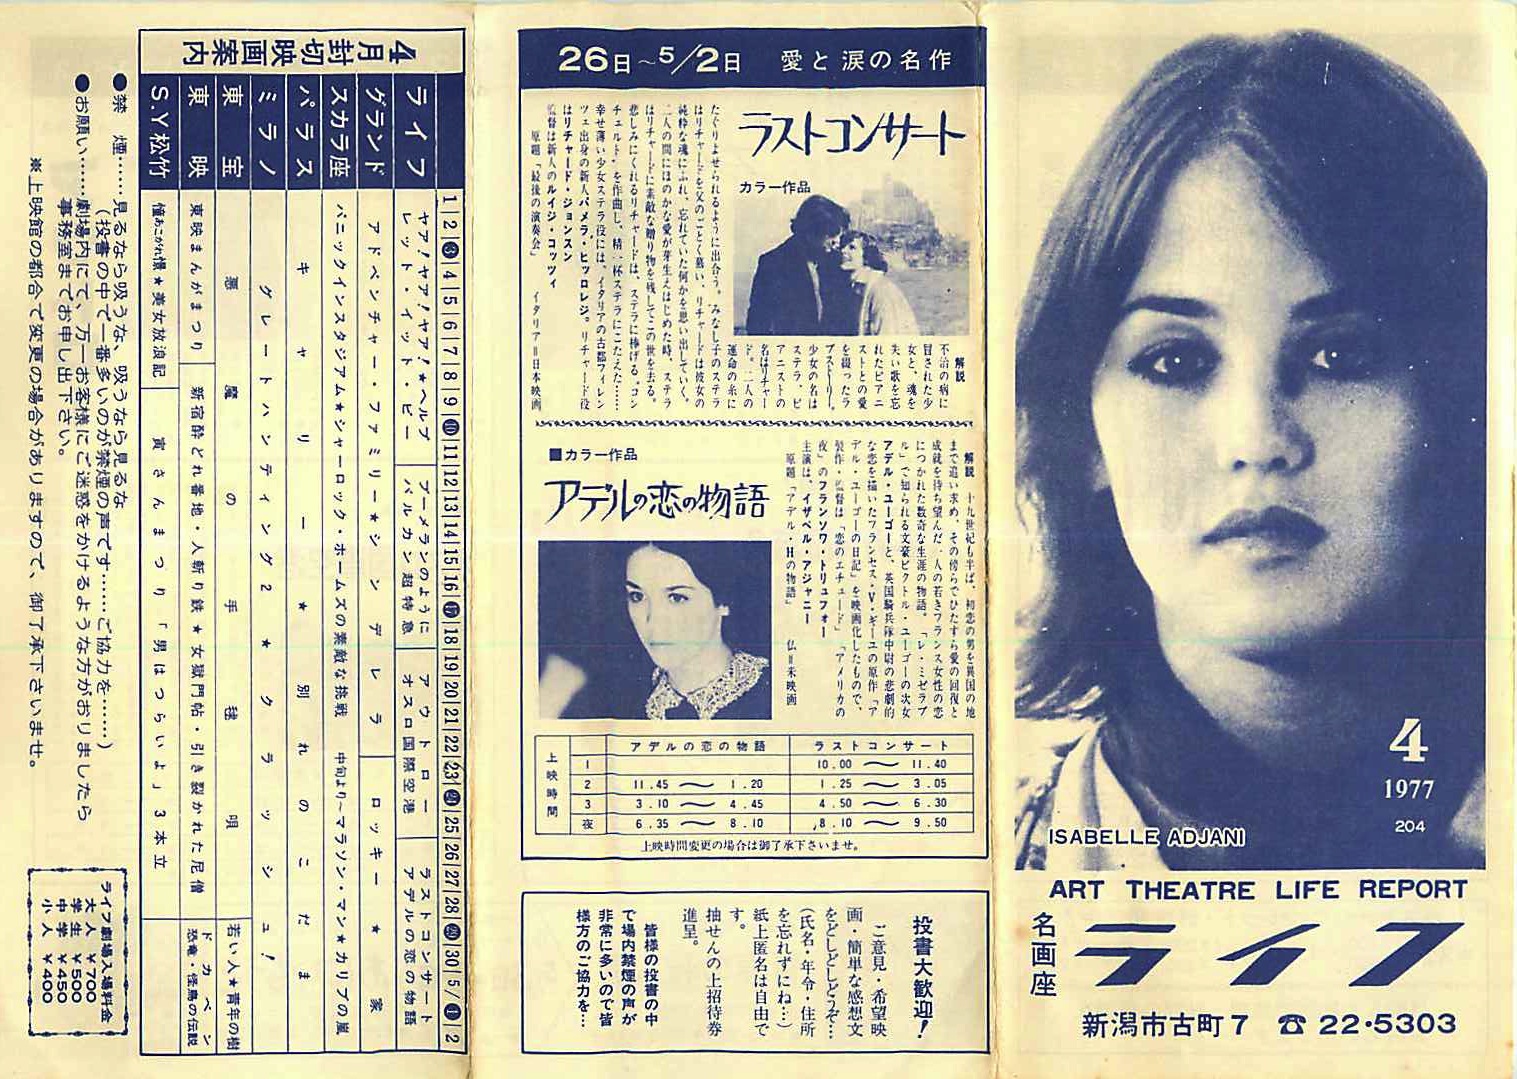 4
1977
204
ISABELLE ADJANI
ART THEATRE LIFE REPORT
名画座
ライフ
新潟市古町7 ☎ 22・5303
26日〜5/2日 愛と涙の名作
ラストコンサート
カラー作品
解説
不治の病に
冒された少
女と、魂を
失い歌を忘
れたピアニ
ストとの愛
を綴ったラ
ブストーリー。
少女の名は
ステラ、ピ
アニストの
名はリチャー
ド。二人の
運命の糸に
たぐりよせられるように出合う。みなし子のステラ
はリチャードを父のごとく慕い、リチャードは彼女の
純粋な魂にふれ、忘れていた何かを思い出していく。
二人の間にほのかな愛が芽生えはじめた時、ステラ
はリチャードに素敵な贈り物を残してこの世を去る。
悲しみにくれるリチャードは、ステラに捧げる。コン
チェルト を作曲し、精一杯ステラにこたえた……
幸せ薄い少女ステラ役には、イタリアの古都フィレン
ツェ出身の新人パメラ・ビッロレジ。リチャード役
はリチャード・ジョンスン
監督は新人のルイジ・コッツィ
原題「最後の演奏会」 イタリア=日本映画
■カラー作品
アデルの恋の物語
解説 十九世紀も半ば、初恋の男を異国の地
まで追い求め、その傍らでひたすら愛の回復と
成就を待ち望んだ一人の若きフランス女性の恋
につかれた数奇な生涯の物語。「レ・ミゼラブ
ル」で知られる文豪ビクトル・ユーゴーの次女
アデル・ユーゴーと、英国騎兵隊中尉の悲劇的
な恋を描いたフランセス・V・ギーユの原作「ア
デル・ユーゴーの日記」を映画化したもので、
製作・監督は「恋のエチュード」「アメリカの
夜」のフランソワ・トリュフォー
主演は、イザベル・アジャニー
原題「アデル・Hの物語」 仏=米映画
上映時間
アデルの恋の物語 ラストコンサート
1 10.00 〜 11.40
2 11.45 〜 1.20 1.25 〜 3.05
3 3.10 〜 4.45 4.50 〜 6.30
夜 6.35 〜 8.10 8.10 〜 9.50
上映時間変更の場合は御了承下さいませ。
投書大歓迎!
ご意見・希望映
画・簡単な感想文
をどしどしどうぞ…
(氏名・年令・住所
を忘れずにね…)
紙上匿名は自由で
す。
抽せんの上招待券
進呈。
皆様の投書の中
で場内禁煙の声が
非常に多いので皆
様方のご協力を…
4月封切映画案内
1 2 3 4 5 6 7 8 9 10 11 12 13 14 15 16 17 18 19 20 21 22 23 24 25 26 27 28 29 30 5/1 2
ライフ
ヤア!ヤア!ヤア!★ヘルプ
レット・イット・ビー
ブーメランのように
バルカン超特急
アウトロー
オスロ国際空港
ラストコンサート
アデルの恋の物語
グランド
アドベンチャー・ファミリー★シンデレラ
ロッキー★家
スカラ座
パニックインスタジアム★シャーロック・ホームズの素敵な挑戦 中旬より〜マラソン・マン★カリブの嵐
パラス
キャリー★別れのこだま
ミラノ
グレートハンティング2★クラッシュ!
東宝
悪魔の手毬唄
若い人★青年の樹
東映
東映まんがまつり
新宿酔どれ番地・人斬り鉄★女獄門帖・引き裂かれた尼僧
ドカベン
恐竜・怪鳥の伝説
S.Y松竹
憧あこがれ憬★美女放浪記
寅さんまつり「男はつらいよ」3本立
●禁 煙……見るなら吸うな、吸うなら見るな
(投書の中で一番多いのが禁煙の声です……ご協力を……)
●お願い……劇場内にて、万一お客様にご迷惑をかけるような方がおりましたら
事務室までお申し出下さい。
※上映館の都合で変更の場合がありますので、御了承下さいませ。
ライフ劇場入場料金
大人 ¥700
学生 ¥500
中学 ¥450
小人 ¥400